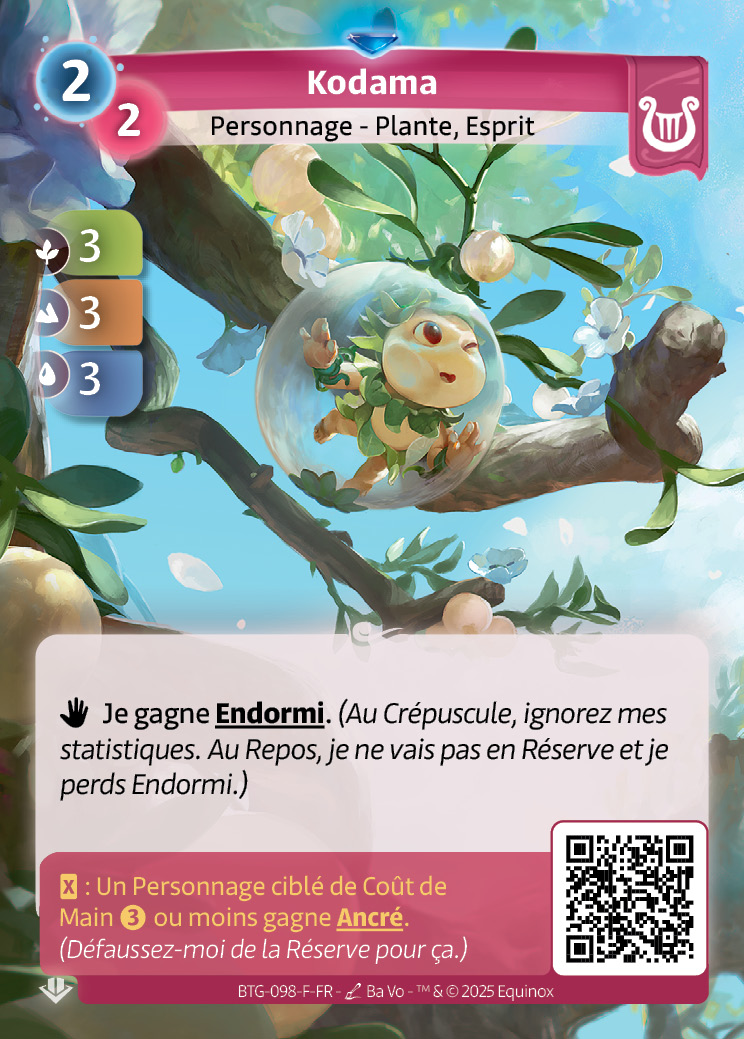 2
Kodama
2
Personnage - Plante, Esprit
3
3
3
Je gagne Endormi. (Au Crépuscule, ignorez mes
statistiques. Au Repos, je ne vais pas en Réserve et je
perds Endormi.)
X : Un Personnage ciblé de Coût de
Main 3 ou moins gagne Ancré.
(Défaussez-moi de la Réserve pour ça.)
BTG-098-F-FR - Ba Vo - ™ & © 2025 Equinox